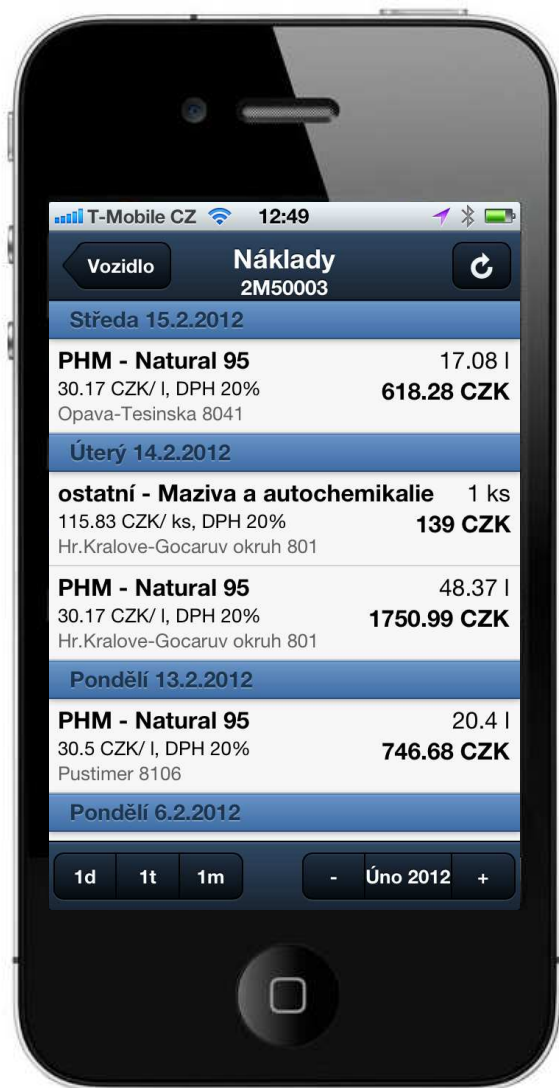 T-Mobile CZ 12:49
Vozidlo
Náklady
2M50003
Středa 15.2.2012
PHM - Natural 95 17.08 l
30.17 CZK/ l, DPH 20% 618.28 CZK
Opava-Tesinska 8041
Úterý 14.2.2012
ostatní - Maziva a autochemikalie 1 ks
115.83 CZK/ ks, DPH 20% 139 CZK
Hr.Kralove-Gocaruv okruh 801
PHM - Natural 95 48.37 l
30.17 CZK/ l, DPH 20% 1750.99 CZK
Hr.Kralove-Gocaruv okruh 801
Pondělí 13.2.2012
PHM - Natural 95 20.4 l
30.5 CZK/ l, DPH 20% 746.68 CZK
Pustimer 8106
Pondělí 6.2.2012
1d 1t 1m - Úno 2012 +